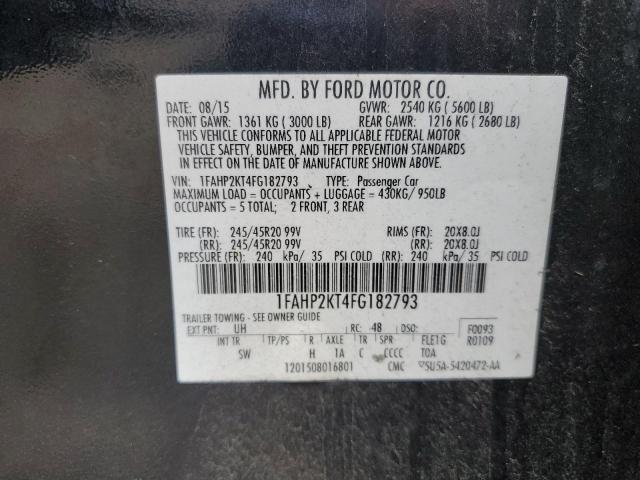 MFD. BY FORD MOTOR CO.
DATE: 08/15 GVWR: 2540 KG ( 5600 LB)
FRONT GAWR: 1361 KG ( 3000 LB) REAR GAWR: 1216 KG ( 2680 LB)
THIS VEHICLE CONFORMS TO ALL APPLICABLE FEDERAL MOTOR
VEHICLE SAFETY, BUMPER, AND THEFT PREVENTION STANDARDS
IN EFFECT ON THE DATE OF MANUFACTURE SHOWN ABOVE.
VIN: 1FAHP2KT4FG182793 TYPE: Passenger Car
MAXIMUM LOAD = OCCUPANTS + LUGGAGE = 430KG/ 950LB
OCCUPANTS = 5 TOTAL; 2 FRONT, 3 REAR
TIRE (FR): 245/45R20 99V RIMS (FR): 20X8.0J
(RR): 245/45R20 99V (RR): 20X8.0J
PRESSURE (FR): 240 kPa/ 35 PSI COLD (RR): 240 kPa/ 35 PSI COLD
1FAHP2KT4FG182793
TRAILER TOWING - SEE OWNER GUIDE
EXT PNT: UH RC: 48 DSO: F0093
INT TR TP/PS R AXLE TR SPR FLE1G R0109
SW H 1A C CCCC TOA
1201508016801 CMC SU5A-5420472-AA